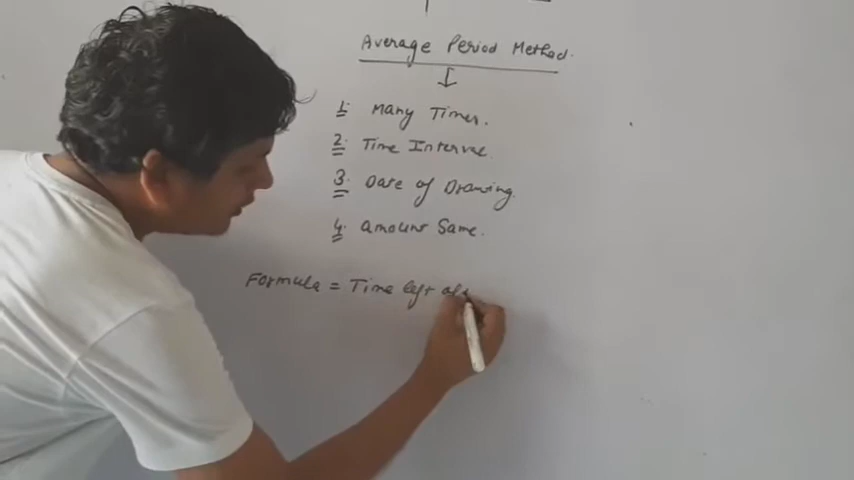 Average Period Method.
1. Many Times.
2. Time Interval.
3. Date of Drawing.
4. Amount Same.
Formula = Time left